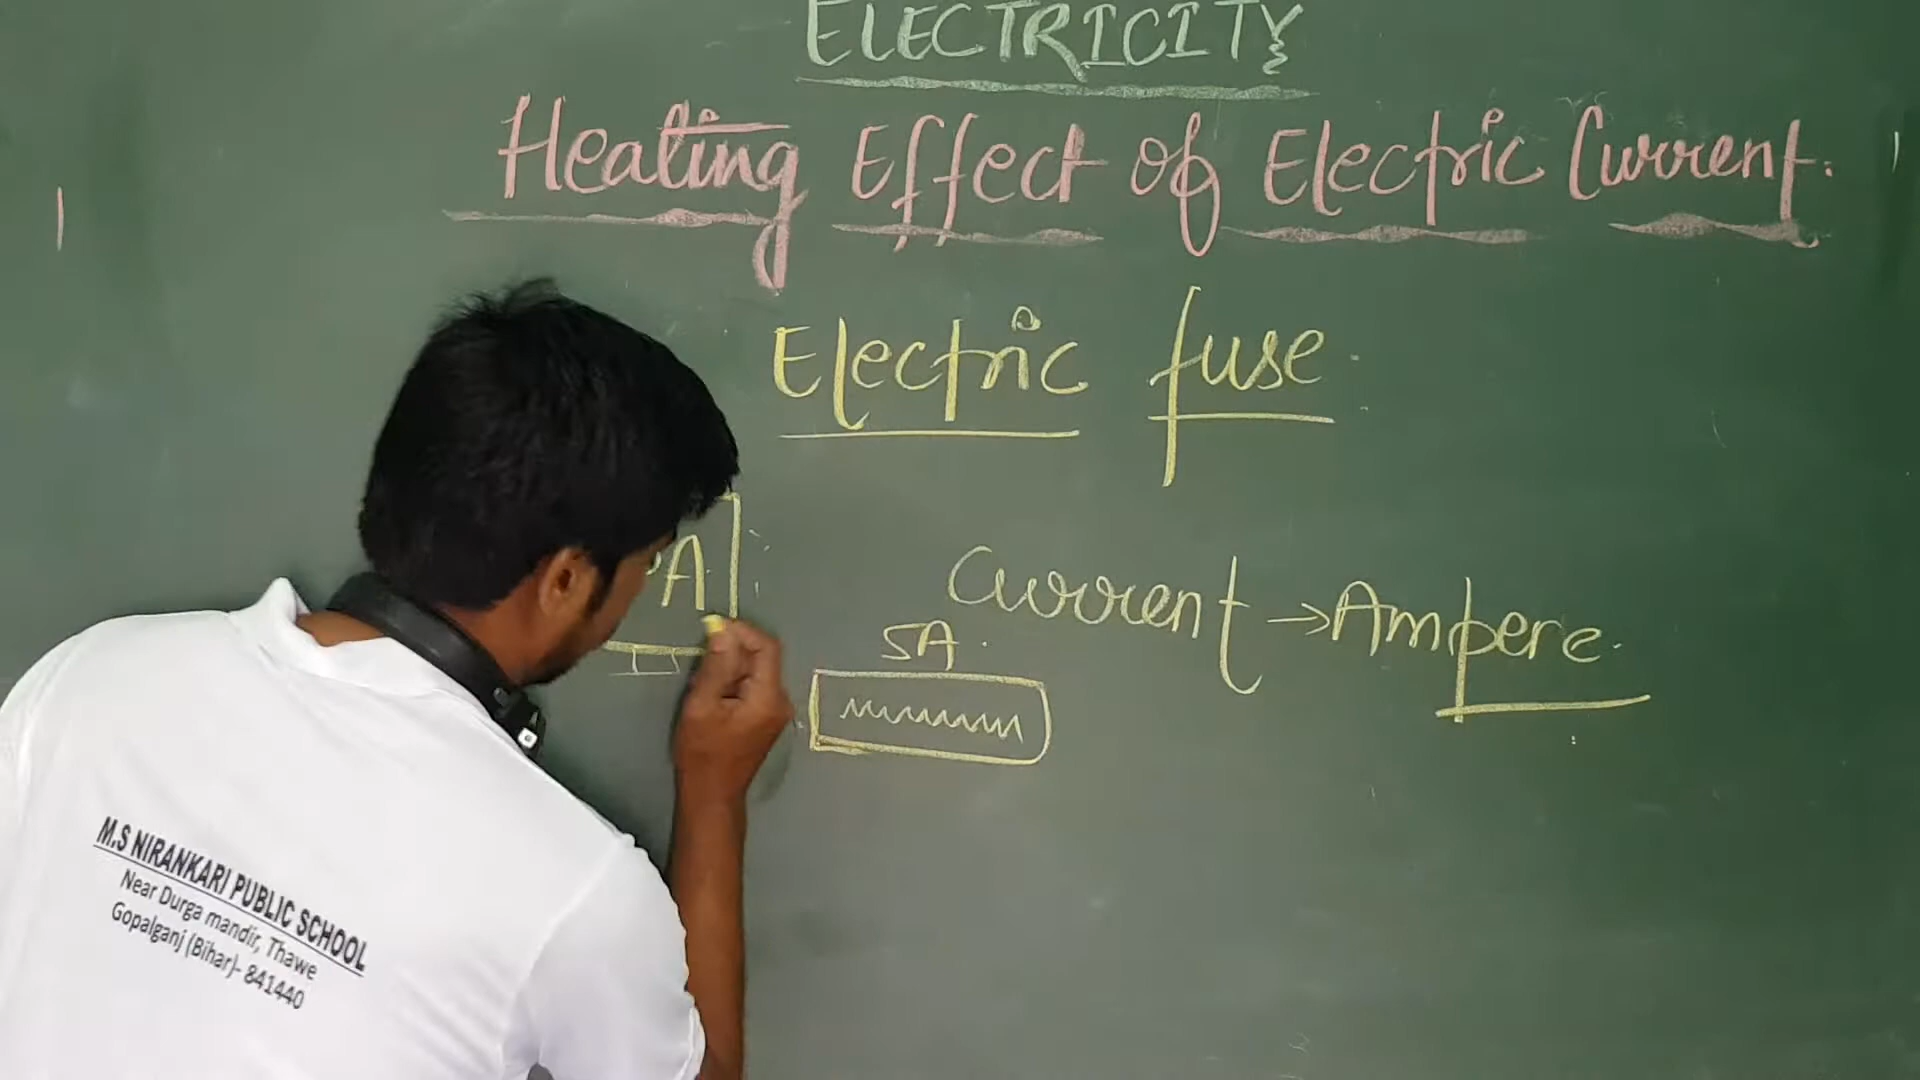 ELECTRICITY
Heating Effect of Electric Current.
Electric fuse.
A
Current → Ampere.
5A.
M.S NIRANKARI PUBLIC SCHOOL
Near Durga mandir, Thawe
Gopalganj (Bihar)- 841440